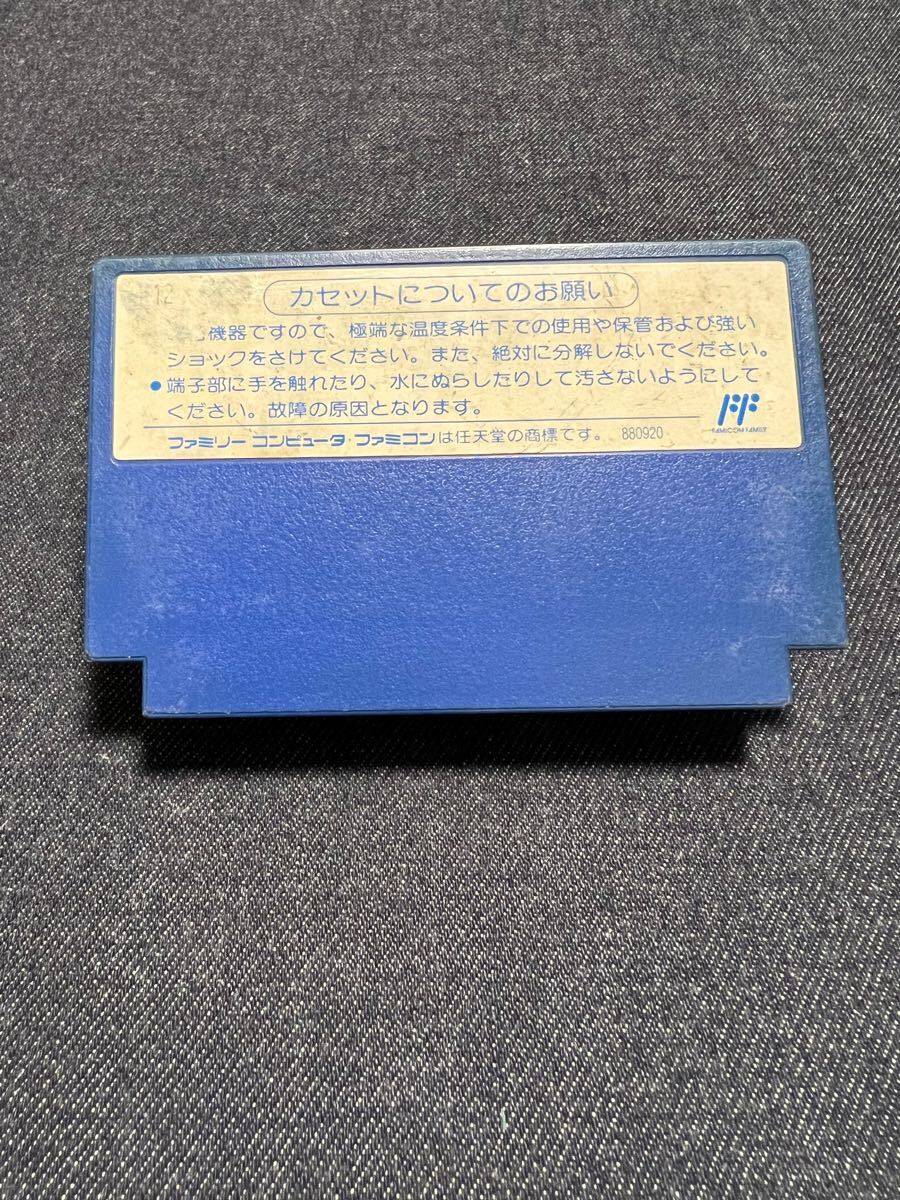 12
カセットについてのお願い
機器ですので、極端な温度条件下での使用や保管および強い
ショックをさけてください。また、絶対に分解しないでください。
●端子部に手を触れたり、水にぬらしたりして汚さないようにして
ください。故障の原因となります。
ファミリー コンピュータ・ファミコンは任天堂の商標です。 880920
FAMICOM FAMILY